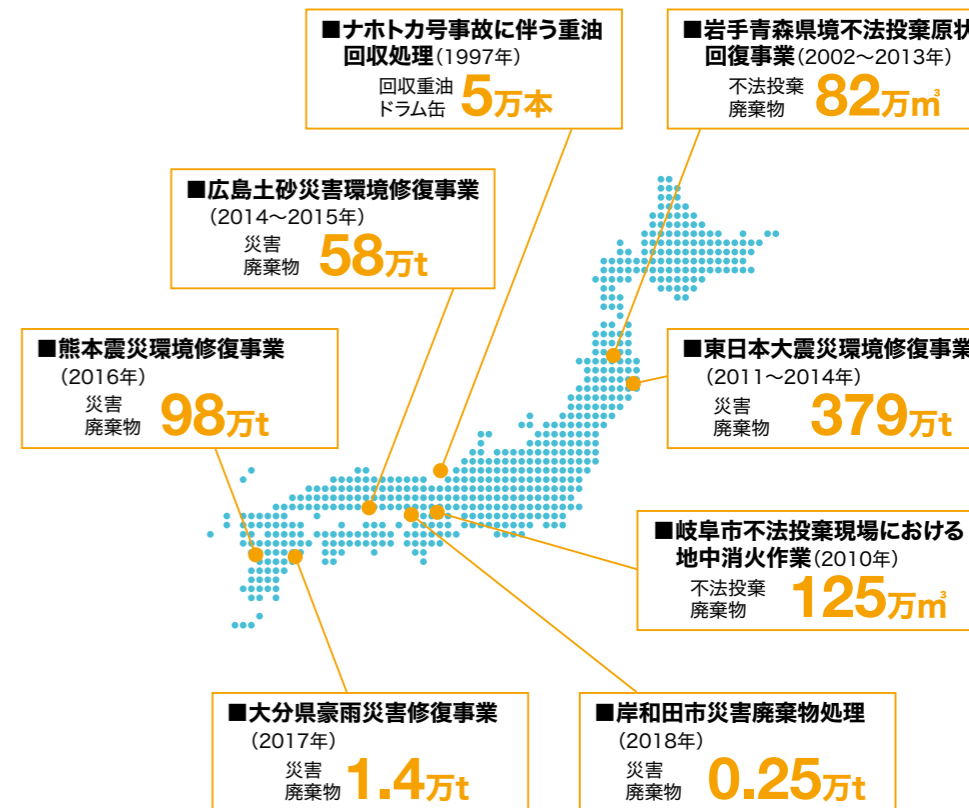 ■ナホトカ号事故に伴う重油
回収処理(1997年)
回収重油
ドラム缶 5万本
■岩手青森県境不法投棄原状
回復事業(2002〜2013年)
不法投棄
廃棄物 82万㎥
■広島土砂災害環境修復事業
(2014〜2015年)
災害
廃棄物 58万t
■熊本震災環境修復事業
(2016年)
災害
廃棄物 98万t
■東日本大震災環境修復事業
(2011〜2014年)
災害
廃棄物 379万t
■岐阜市不法投棄現場における
地中消火作業(2010年)
不法投棄
廃棄物 125万㎥
■大分県豪雨災害修復事業
(2017年)
災害
廃棄物 1.4万t
■岸和田市災害廃棄物処理
(2018年)
災害
廃棄物 0.25万t